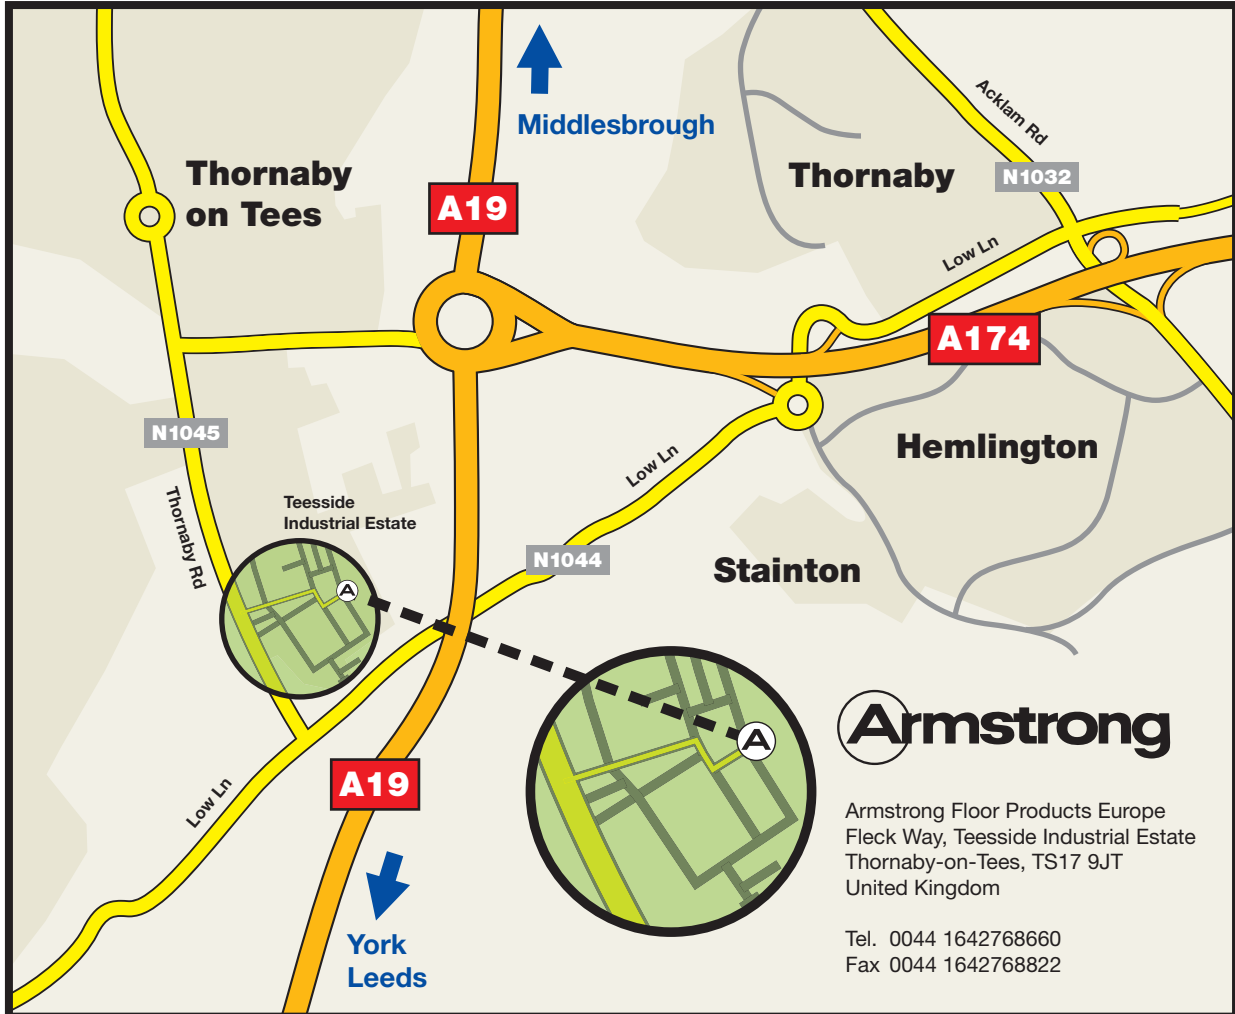 Middlesbrough
Acklam Rd
Thornaby
on Tees
A19
Thornaby
N1032
Low Ln
A174
N1045
Hemlington
Low Ln
Thornaby Rd
Teesside
Industrial Estate
N1044
Stainton
A
A
Armstrong
A19
Low Ln
Armstrong Floor Products Europe
Fleck Way, Teesside Industrial Estate
Thornaby-on-Tees, TS17 9JT
United Kingdom
Tel. 0044 1642768660
Fax 0044 1642768822
York
Leeds